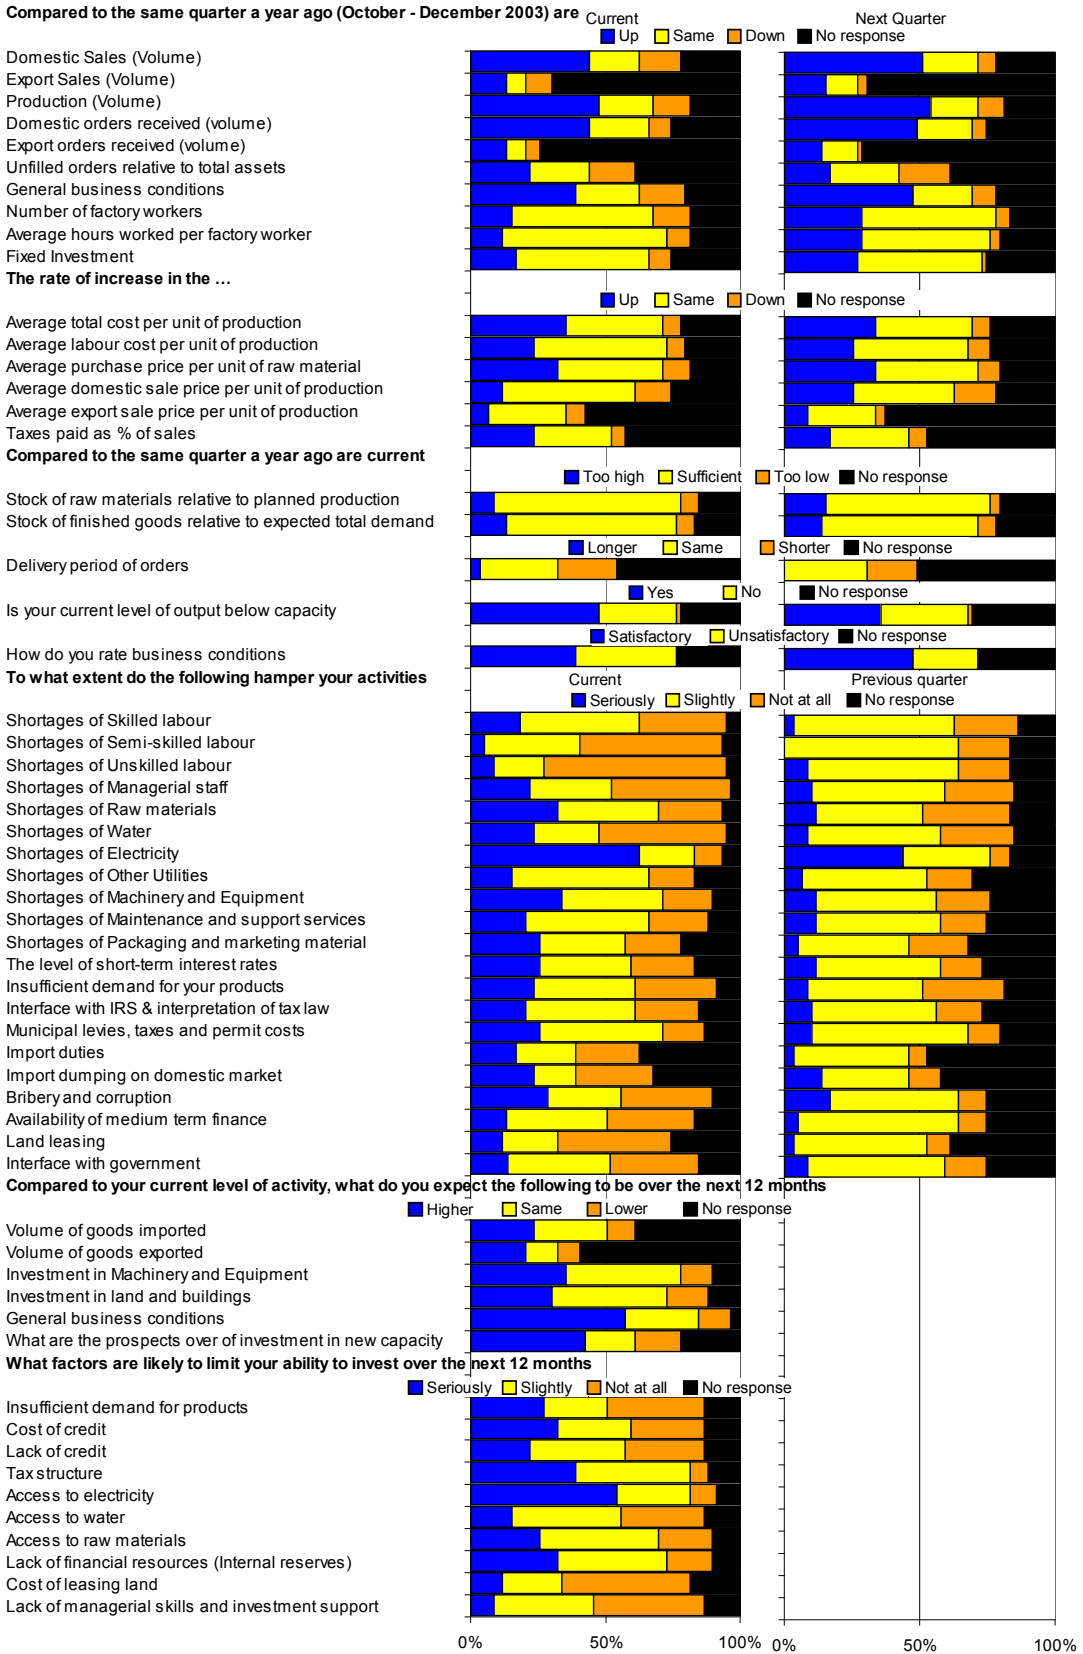 Compared to the same quarter a year ago (October - December 2003) are
Current
Next Quarter
Up Same Down No response
Up Same Down No response
Domestic Sales (Volume)
Export Sales (Volume)
Production (Volume)
Domestic orders received (volume)
Export orders received (volume)
Unfilled orders relative to total assets
General business conditions
Number of factory workers
Average hours worked per factory worker
Fixed Investment
The rate of increase in the …
Up Same Down No response
Average total cost per unit of production
Average labour cost per unit of production
Average purchase price per unit of raw material
Average domestic sale price per unit of production
Average export sale price per unit of production
Taxes paid as % of sales
Compared to the same quarter a year ago are current
Too high Sufficient Too low No response
Stock of raw materials relative to planned production
Stock of finished goods relative to expected total demand
Longer Same Shorter No response
Delivery period of orders
Yes No No response
Is your current level of output below capacity
Satisfactory Unsatisfactory No response
How do you rate business conditions
To what extent do the following hamper your activities
Current
Previous quarter
Seriously Slightly Not at all No response
Shortages of Skilled labour
Shortages of Semi-skilled labour
Shortages of Unskilled labour
Shortages of Managerial staff
Shortages of Raw materials
Shortages of Water
Shortages of Electricity
Shortages of Other Utilities
Shortages of Machinery and Equipment
Shortages of Maintenance and support services
Shortages of Packaging and marketing material
The level of short-term interest rates
Insufficient demand for your products
Interface with IRS & interpretation of tax law
Municipal levies, taxes and permit costs
Import duties
Import dumping on domestic market
Bribery and corruption
Availability of medium term finance
Land leasing
Interface with government
Compared to your current level of activity, what do you expect the following to be over the next 12 months
Higher Same Lower No response
Volume of goods imported
Volume of goods exported
Investment in Machinery and Equipment
Investment in land and buildings
General business conditions
What are the prospects over of investment in new capacity
What factors are likely to limit your ability to invest over the next 12 months
Seriously Slightly Not at all No response
Insufficient demand for products
Cost of credit
Lack of credit
Tax structure
Access to electricity
Access to water
Access to raw materials
Lack of financial resources (Internal reserves)
Cost of leasing land
Lack of managerial skills and investment support
0% 50% 100%
0% 50% 100%